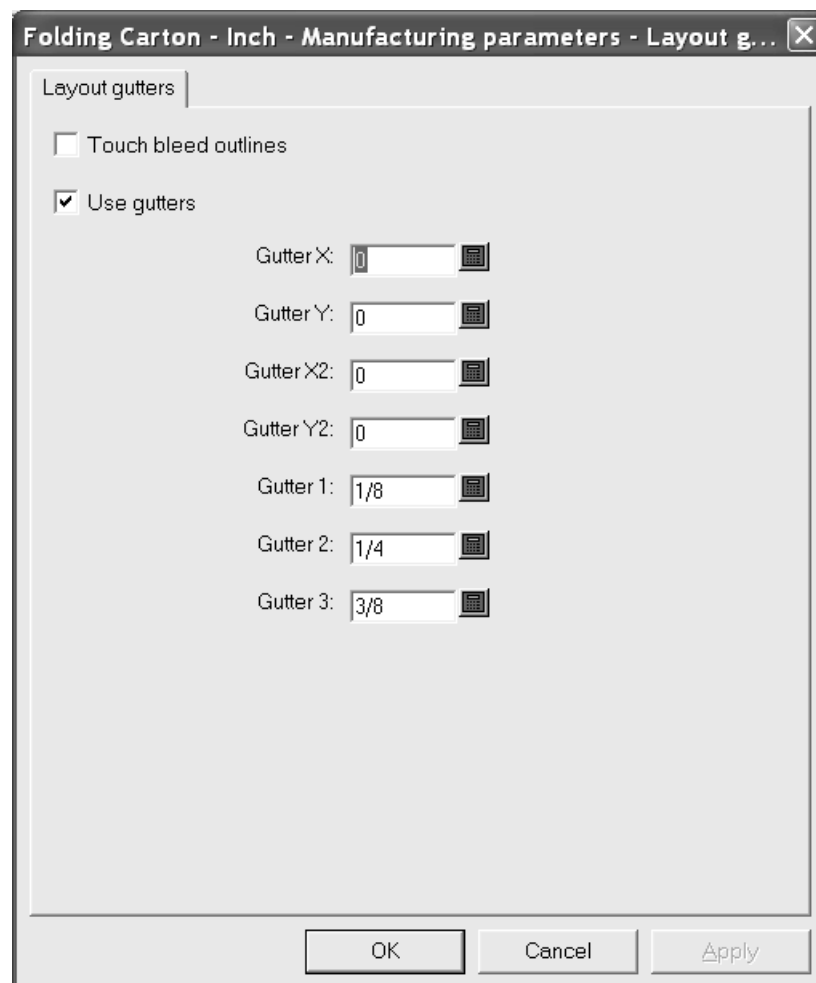 Folding Carton - Inch - Manufacturing parameters - Layout g...
Layout gutters
Touch bleed outlines
Use gutters
Gutter X: 0
Gutter Y: 0
Gutter X2: 0
Gutter Y2: 0
Gutter 1: 1/8
Gutter 2: 1/4
Gutter 3: 3/8
OK Cancel Apply